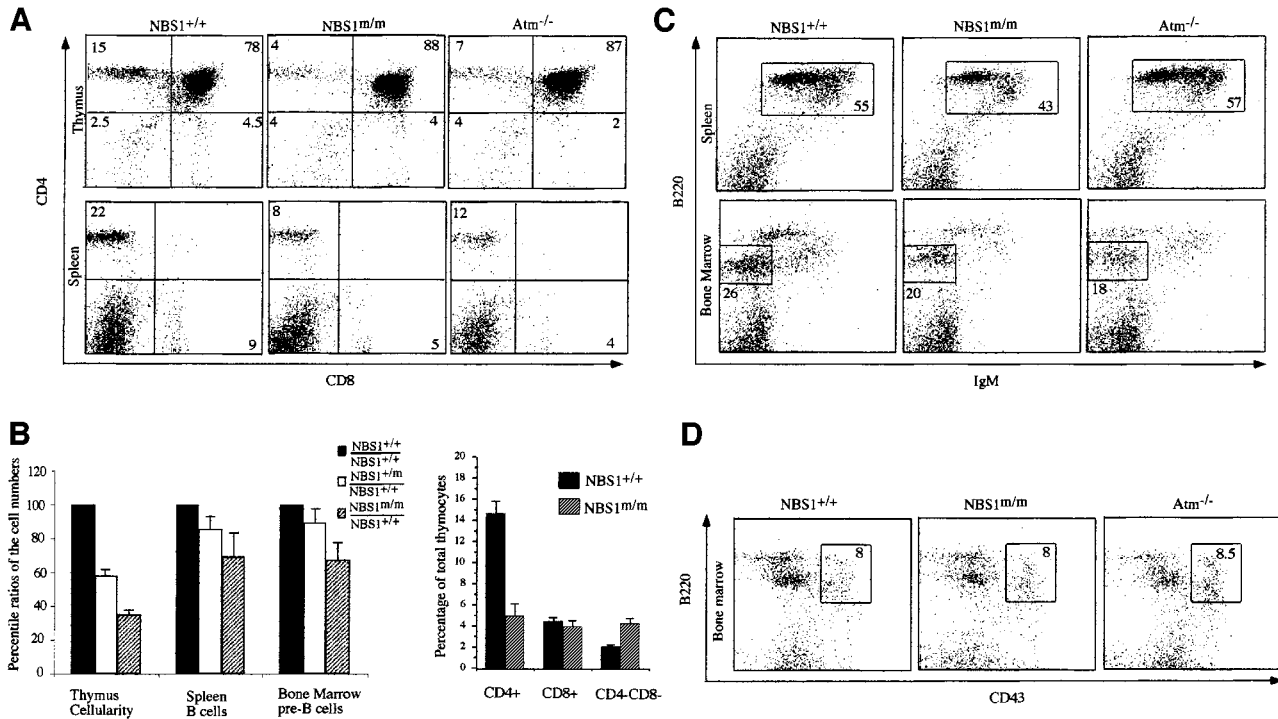 A
NBS1+/+
NBS1m/m
Atm-/-
15
78
4
88
7
87
Thymus
2.5
4.5
4
4
4
2
CD4
22
8
12
Spleen
9
5
4
CD8
C
NBS1+/+
NBS1m/m
Atm-/-
Spleen
55
43
57
B220
Bone Marrow
26
20
18
IgM
B
NBS1+/+
NBS1+/+
NBS1+/m
NBS1+/+
NBS1m/m
NBS1+/+
Percentile ratios of the cell numbers
120
100
80
60
40
20
0
Thymus Cellularity
Spleen B cells
Bone Marrow pre-B cells
Percentage of total thymocytes
20
18
16
14
12
10
8
6
4
2
0
NBS1+/+
NBS1m/m
CD4+
CD8+
CD4-CD8-
D
NBS1+/+
NBS1m/m
Atm-/-
8
8
8.5
B220
Bone marrow
CD43